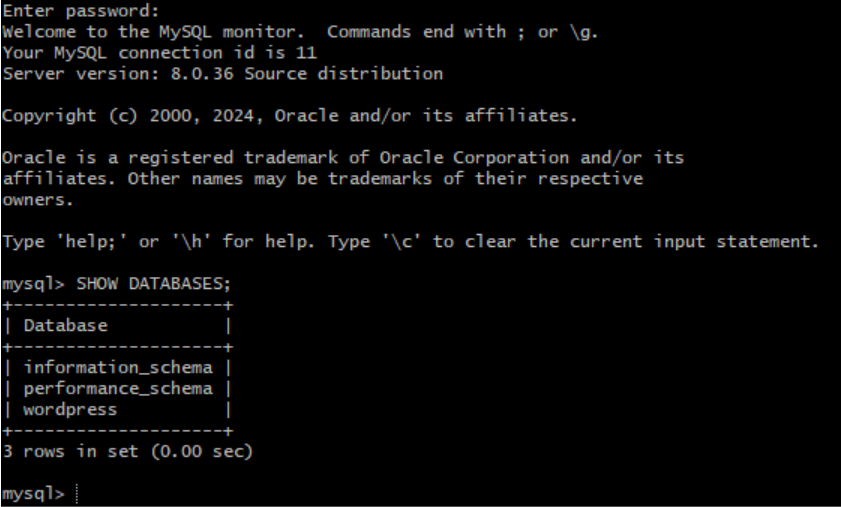 Enter password:
Welcome to the MySQL monitor.  Commands end with ; or \g.
Your MySQL connection id is 11
Server version: 8.0.36 Source distribution

Copyright (c) 2000, 2024, Oracle and/or its affiliates.

Oracle is a registered trademark of Oracle Corporation and/or its
affiliates. Other names may be trademarks of their respective
owners.

Type 'help;' or '\h' for help. Type '\c' to clear the current input statement.

mysql> SHOW DATABASES;
+--------------------+
| Database           |
+--------------------+
| information_schema |
| performance_schema |
| wordpress          |
+--------------------+
3 rows in set (0.00 sec)

mysql>